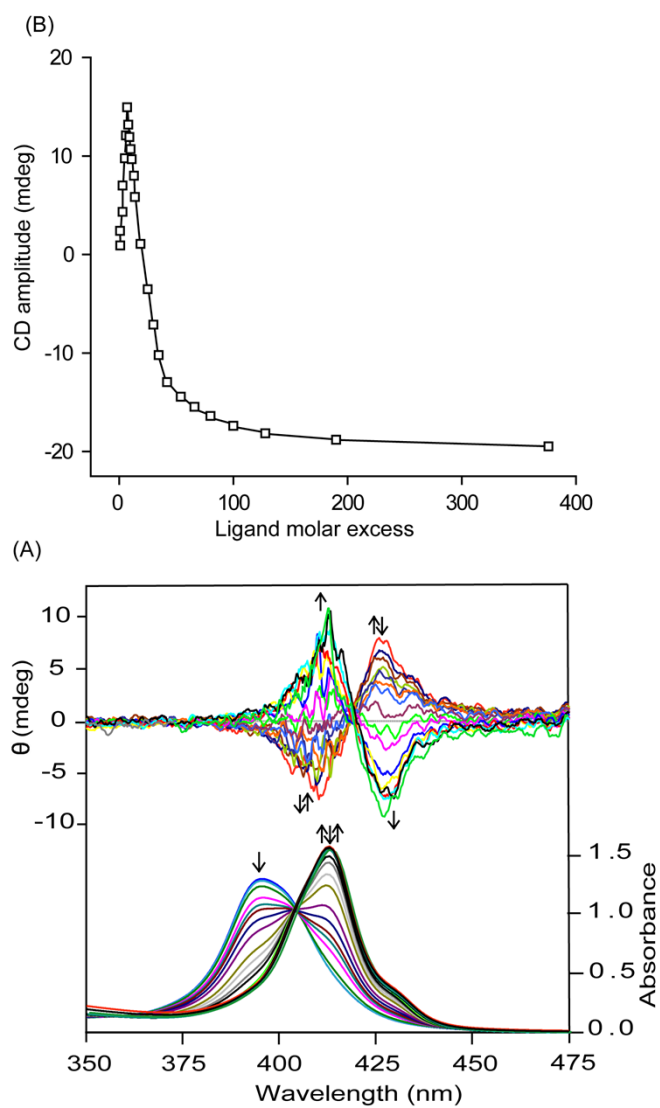 (B)
20
10
0
-10
-20
CD amplitude (mdeg)
0 100 200 300 400
Ligand molar excess
(A)
10
5
0
-5
-10
θ (mdeg)
1.5
1.0
0.5
0.0
Absorbance
350 375 400 425 450 475
Wavelength (nm)